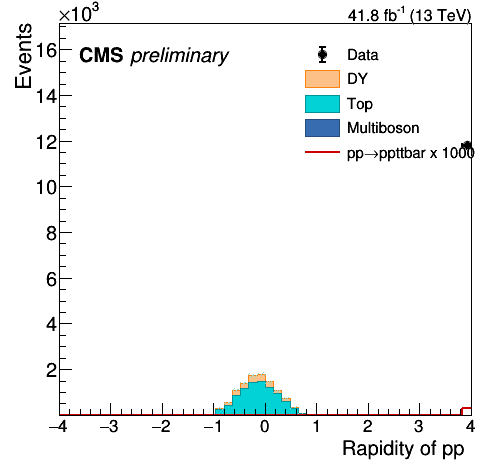 ×10³
41.8 fb⁻¹ (13 TeV)
Events
CMS preliminary
Data
DY
Top
Multiboson
pp→ppttbar x 1000
16
14
12
10
8
6
4
2
−4 −3 −2 −1 0 1 2 3 4
Rapidity of pp